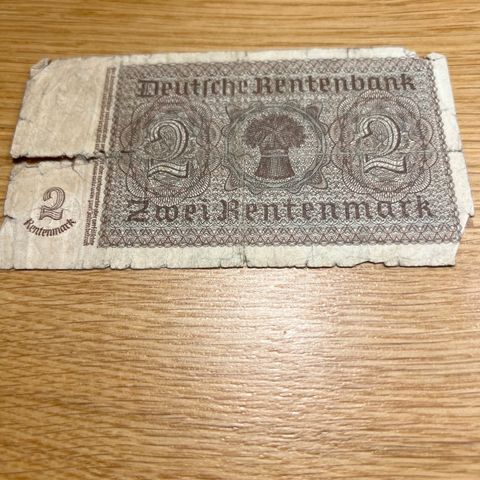 Deutsche Rentenbank
2
2
Zwei Rentenmark
2
Rentenmark